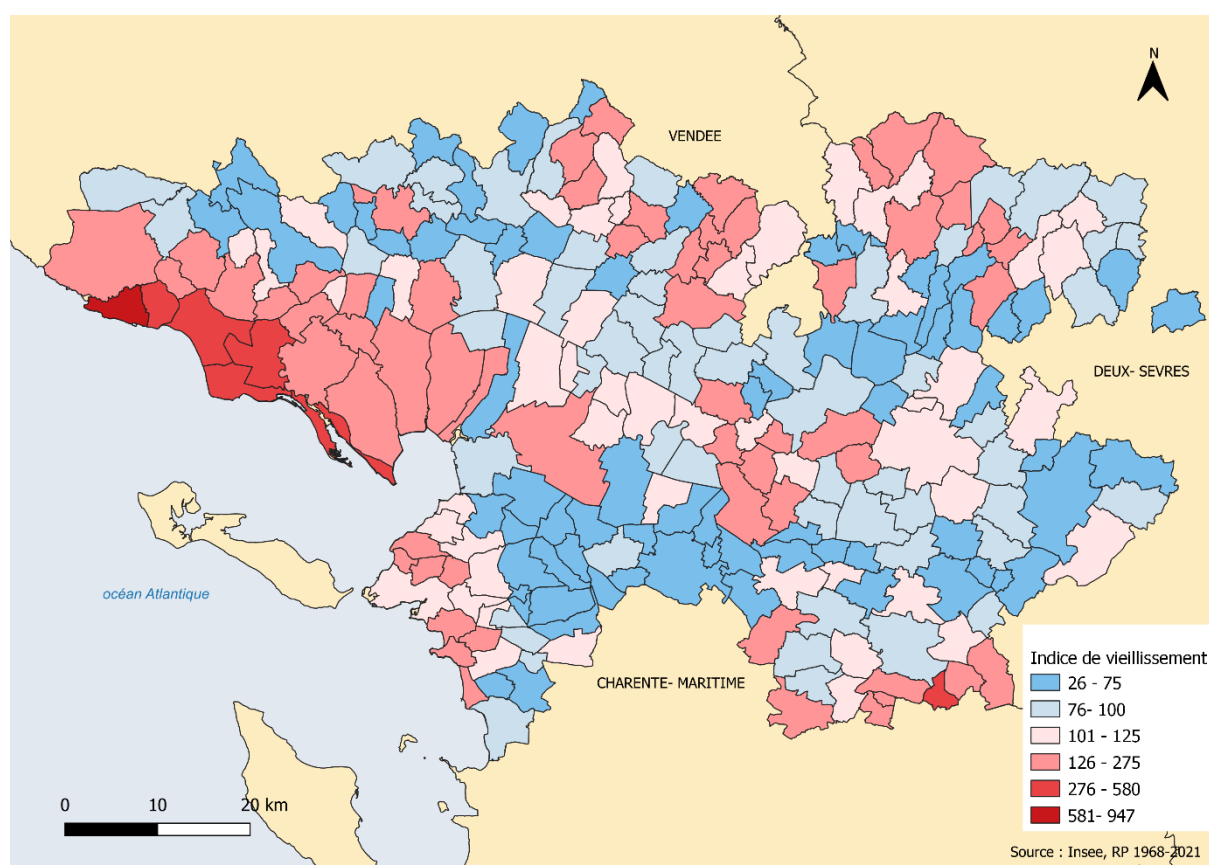 N
VENDEE
DEUX- SEVRES
océan Atlantique
CHARENTE- MARITIME
Indice de vieillissement
26 - 75
76- 100
101 - 125
126 - 275
276 - 580
581- 947
0 10 20 km
Source : Insee, RP 1968-2021